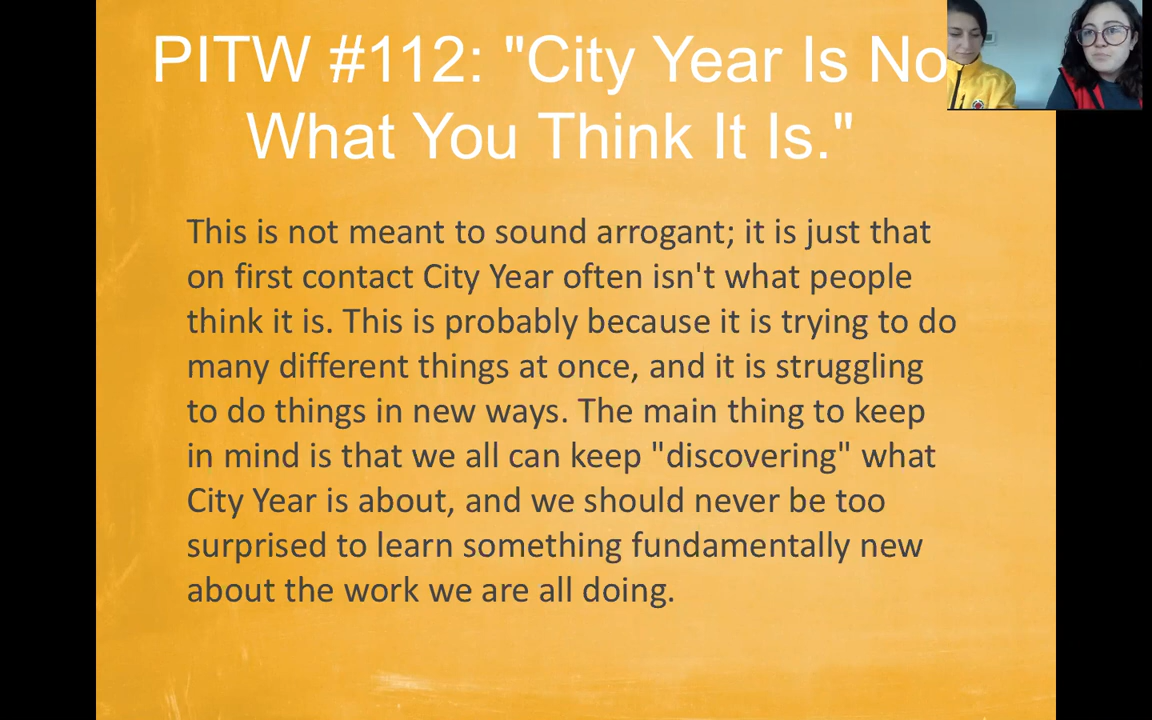 PITW #112: "City Year Is No
What You Think It Is."
This is not meant to sound arrogant; it is just that
on first contact City Year often isn't what people
think it is. This is probably because it is trying to do
many different things at once, and it is struggling
to do things in new ways. The main thing to keep
in mind is that we all can keep "discovering" what
City Year is about, and we should never be too
surprised to learn something fundamentally new
about the work we are all doing.